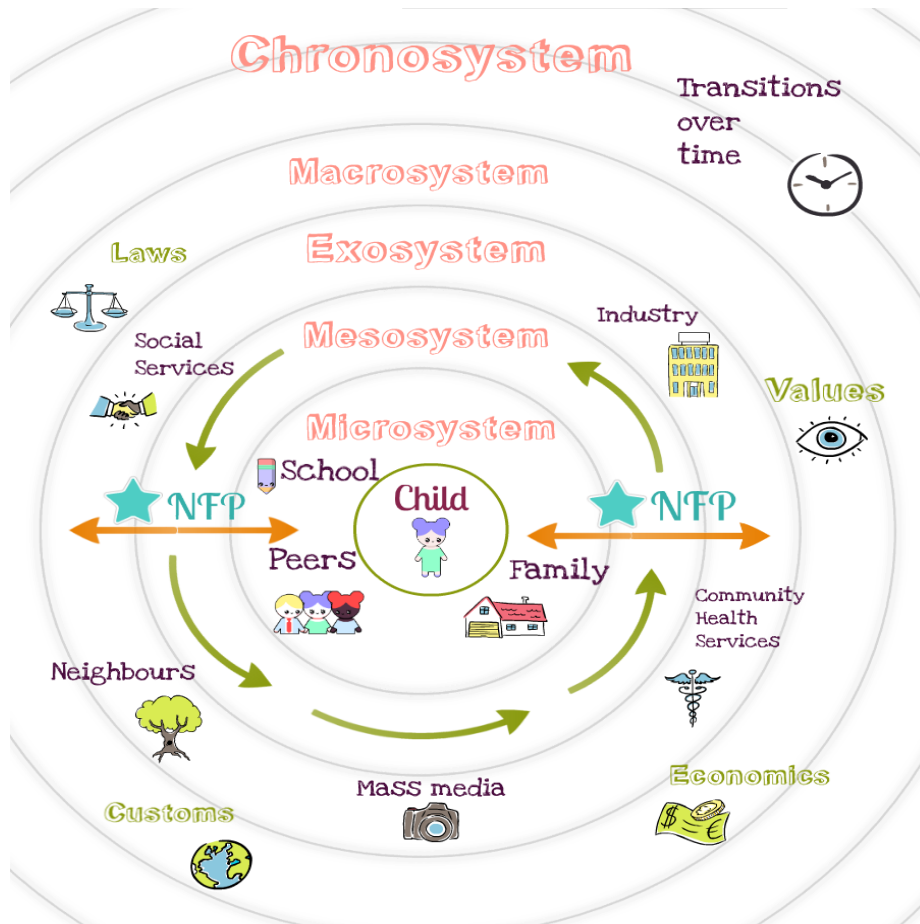 Chronosystem
Transitions
over
time
Macrosystem
Exosystem
Laws
Mesosystem
Industry
Social
Services
Values
Microsystem
School
Child
NFP
NFP
Peers
Family
Community
Health
Services
Neighbours
Mass media
Economics
Customs
$
€